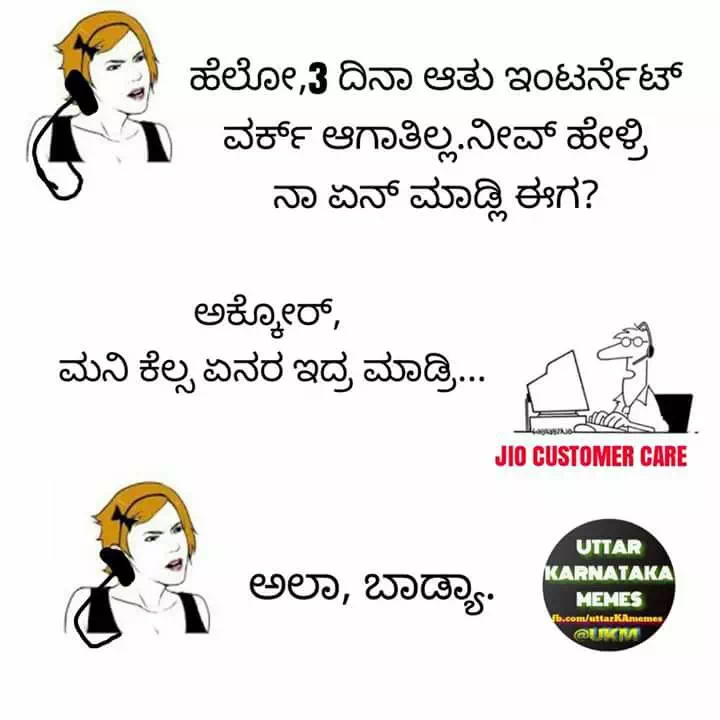 ಹೆಲೋ,3 ದಿನಾ ಆತು ಇಂಟರ್ನೆಟ್
ವರ್ಕ್ ಆಗಾತಿಲ್ಲ.ನೀವ್ ಹೇಳ್ರಿ
ನಾ ಏನ್ ಮಾಡ್ಲಿ ಈಗ?
ಅಕ್ಕೋರ್,
ಮನಿ ಕೆಲ್ಸ ಏನರ ಇದ್ರ ಮಾಡ್ರಿ...
JIO CUSTOMER CARE
ಅಲಾ, ಬಾಡ್ಯಾ.
UTTAR
KARNATAKA
MEMES
fb.com/uttarKAmemes
@UKM